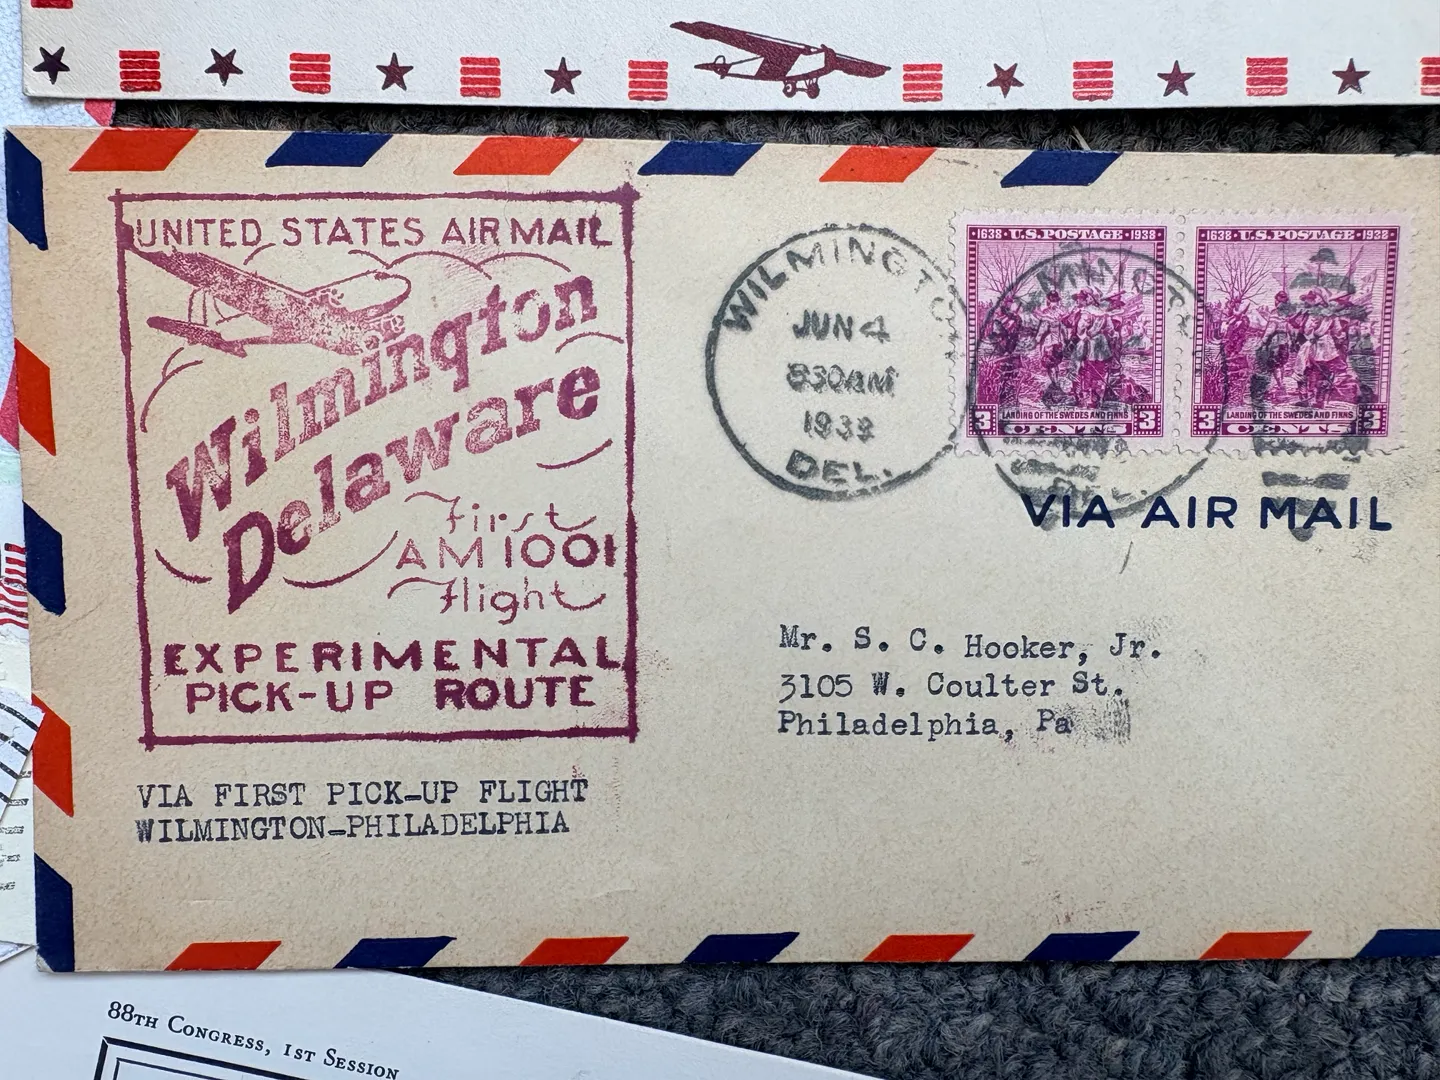 UNITED STATES AIR MAIL
Wilmington
Delaware
First
AM 1001
Flight
EXPERIMENTAL
PICK-UP ROUTE
VIA FIRST PICK-UP FLIGHT
WILMINGTON-PHILADELPHIA
WILMINGTO
JUN 4
830AM
1939
DEL.
1638 U.S. POSTAGE 1938
LANDING OF THE SWEDES AND FINNS
3 CENTS 3
1638 U.S. POSTAGE 1938
LANDING OF THE SWEDES AND FINNS
3 CENTS 3
VIA AIR MAIL
Mr. S. C. Hooker, Jr.
3105 W. Coulter St.
Philadelphia, Pa
88TH CONGRESS, 1ST SESSION